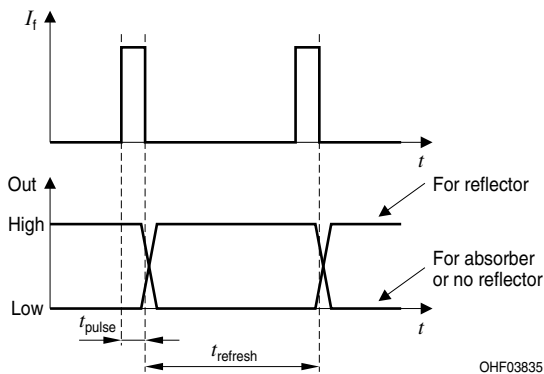 I_f
t
Out
For reflector
High
For absorber
or no reflector
Low
t_pulse
t
t_refresh
OHF03835